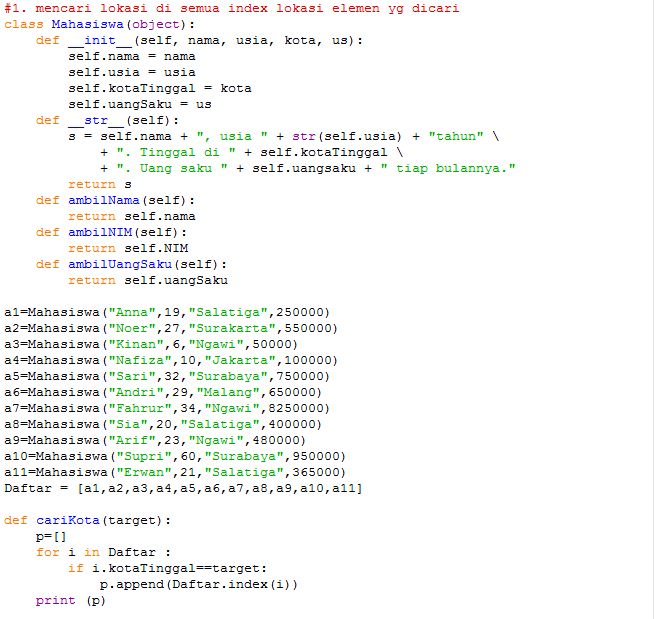 #1. mencari lokasi di semua index lokasi elemen yg dicari
class Mahasiswa(object):
    def __init__(self, nama, usia, kota, us):
        self.nama = nama
        self.usia = usia
        self.kotaTinggal = kota
        self.uangSaku = us
    def __str__(self):
        s = self.nama + ", usia " + str(self.usia) + "tahun" \
            + ". Tinggal di " + self.kotaTinggal \
            + ". Uang saku " + self.uangsaku + " tiap bulannya."
        return s
    def ambilNama(self):
        return self.nama
    def ambilNIM(self):
        return self.NIM
    def ambilUangSaku(self):
        return self.uangSaku

a1=Mahasiswa("Anna",19,"Salatiga",250000)
a2=Mahasiswa("Noer",27,"Surakarta",550000)
a3=Mahasiswa("Kinan",6,"Ngawi",50000)
a4=Mahasiswa("Nafiza",10,"Jakarta",100000)
a5=Mahasiswa("Sari",32,"Surabaya",750000)
a6=Mahasiswa("Andri",29,"Malang",650000)
a7=Mahasiswa("Fahrur",34,"Ngawi",8250000)
a8=Mahasiswa("Sia",20,"Salatiga",400000)
a9=Mahasiswa("Arif",23,"Ngawi",480000)
a10=Mahasiswa("Supri",60,"Surabaya",950000)
a11=Mahasiswa("Erwan",21,"Salatiga",365000)
Daftar = [a1,a2,a3,a4,a5,a6,a7,a8,a9,a10,a11]

def cariKota(target):
    p=[]
    for i in Daftar :
        if i.kotaTinggal==target:
            p.append(Daftar.index(i))
    print (p)